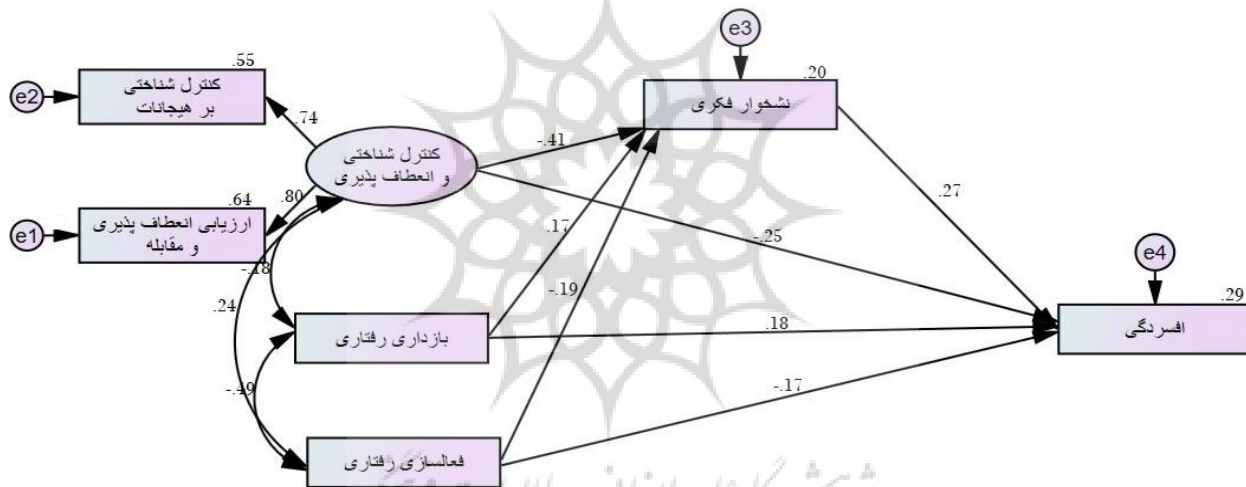 e3
.20
نشخوار فکری
.55
کنترل شناختی
بر هیجانات
e2
.74
کنترل شناختی
و انعطاف پذیری
-.41
.27
.64
.80
ارزیابی انعطاف پذیری
و مقابله
e1
.17
-.25
-.18
-.19
e4
.29
.24
بازداری رفتاری
.18
افسردگی
-.49
-.17
فعالسازی رفتاری